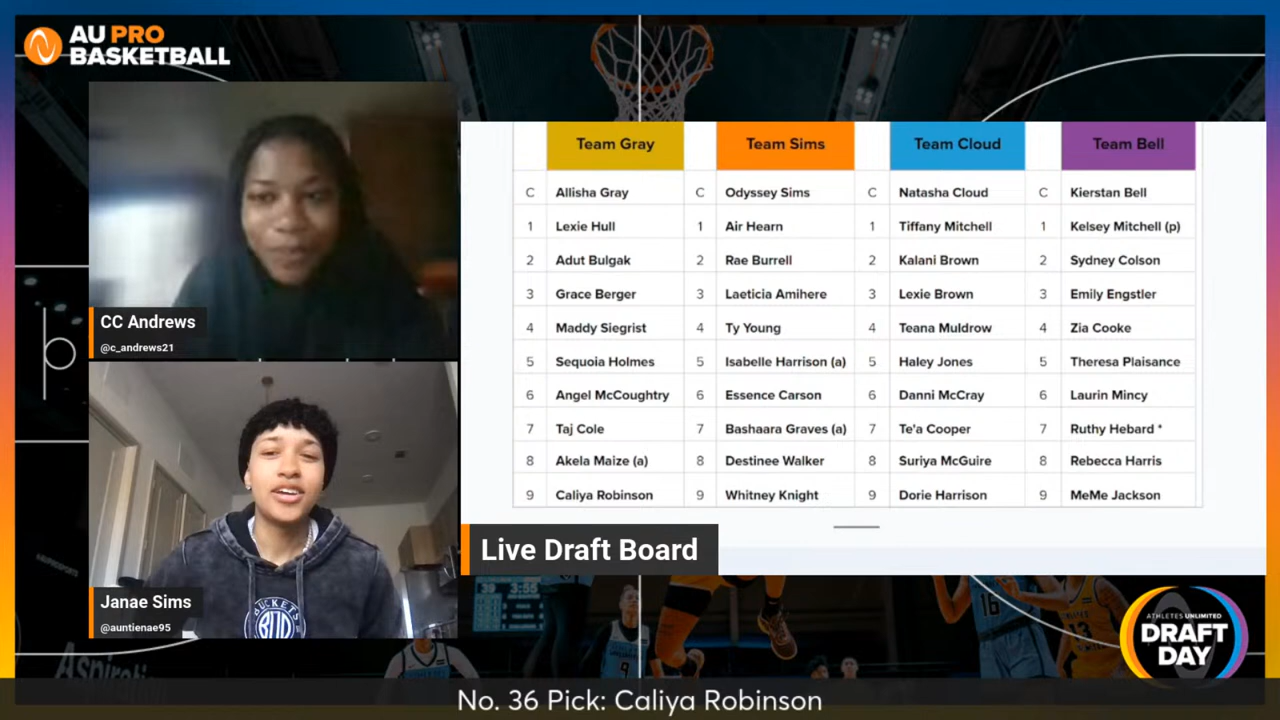 AU PRO
BASKETBALL
Team Gray Team Sims Team Cloud Team Bell
C Allisha Gray C Odyssey Sims C Natasha Cloud C Kierstan Bell
1 Lexie Hull 1 Air Hearn 1 Tiffany Mitchell 1 Kelsey Mitchell (p)
2 Adut Bulgak 2 Rae Burrell 2 Kalani Brown 2 Sydney Colson
3 Grace Berger 3 Laeticia Amihere 3 Lexie Brown 3 Emily Engstler
4 Maddy Siegrist 4 Ty Young 4 Teana Muldrow 4 Zia Cooke
5 Sequoia Holmes 5 Isabelle Harrison (a) 5 Haley Jones 5 Theresa Plaisance
6 Angel McCoughtry 6 Essence Carson 6 Danni McCray 6 Laurin Mincy
7 Taj Cole 7 Bashaara Graves (a) 7 Te'a Cooper 7 Ruthy Hebard *
8 Akela Maize (a) 8 Destinee Walker 8 Suriya McGuire 8 Rebecca Harris
9 Caliya Robinson 9 Whitney Knight 9 Dorie Harrison 9 MeMe Jackson
CC Andrews
@c_andrews21
Live Draft Board
Janae Sims
@auntienae95
BUCKETS
39 3:55
9
16
13
ATHLETES UNLIMITED
DRAFT
DAY
No. 36 Pick: Caliya Robinson